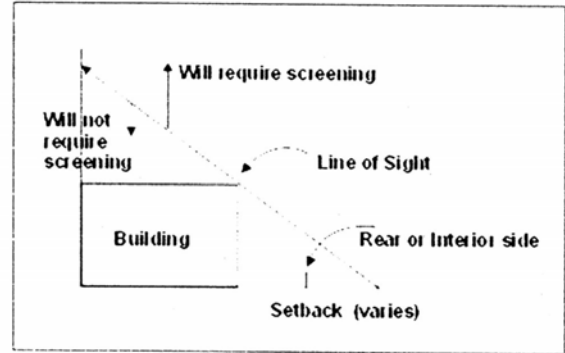 Will require screening
Will not
require
screening
Line of Sight
Building
Rear or Interior side
Setback (varies)